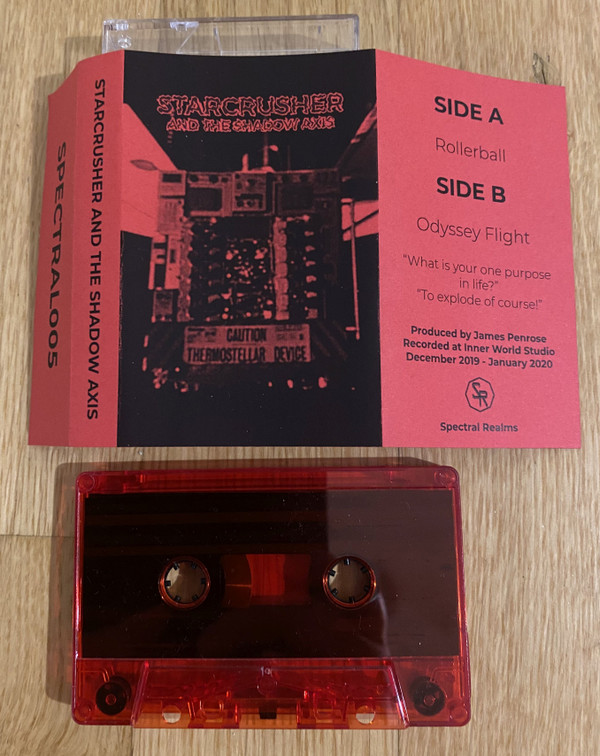 SPECTRAL005
STARCRUSHER AND THE SHADOW AXIS
STARCRUSHER
AND THE SHADOW AXIS
CAUTION
THERMOSTELLAR DEVICE
SIDE A
Rollerball
SIDE B
Odyssey Flight
"What is your one purpose
in life?"
"To explode of course!"
Produced by James Penrose
Recorded at Inner World Studio
December 2019 - January 2020
SR
Spectral Realms